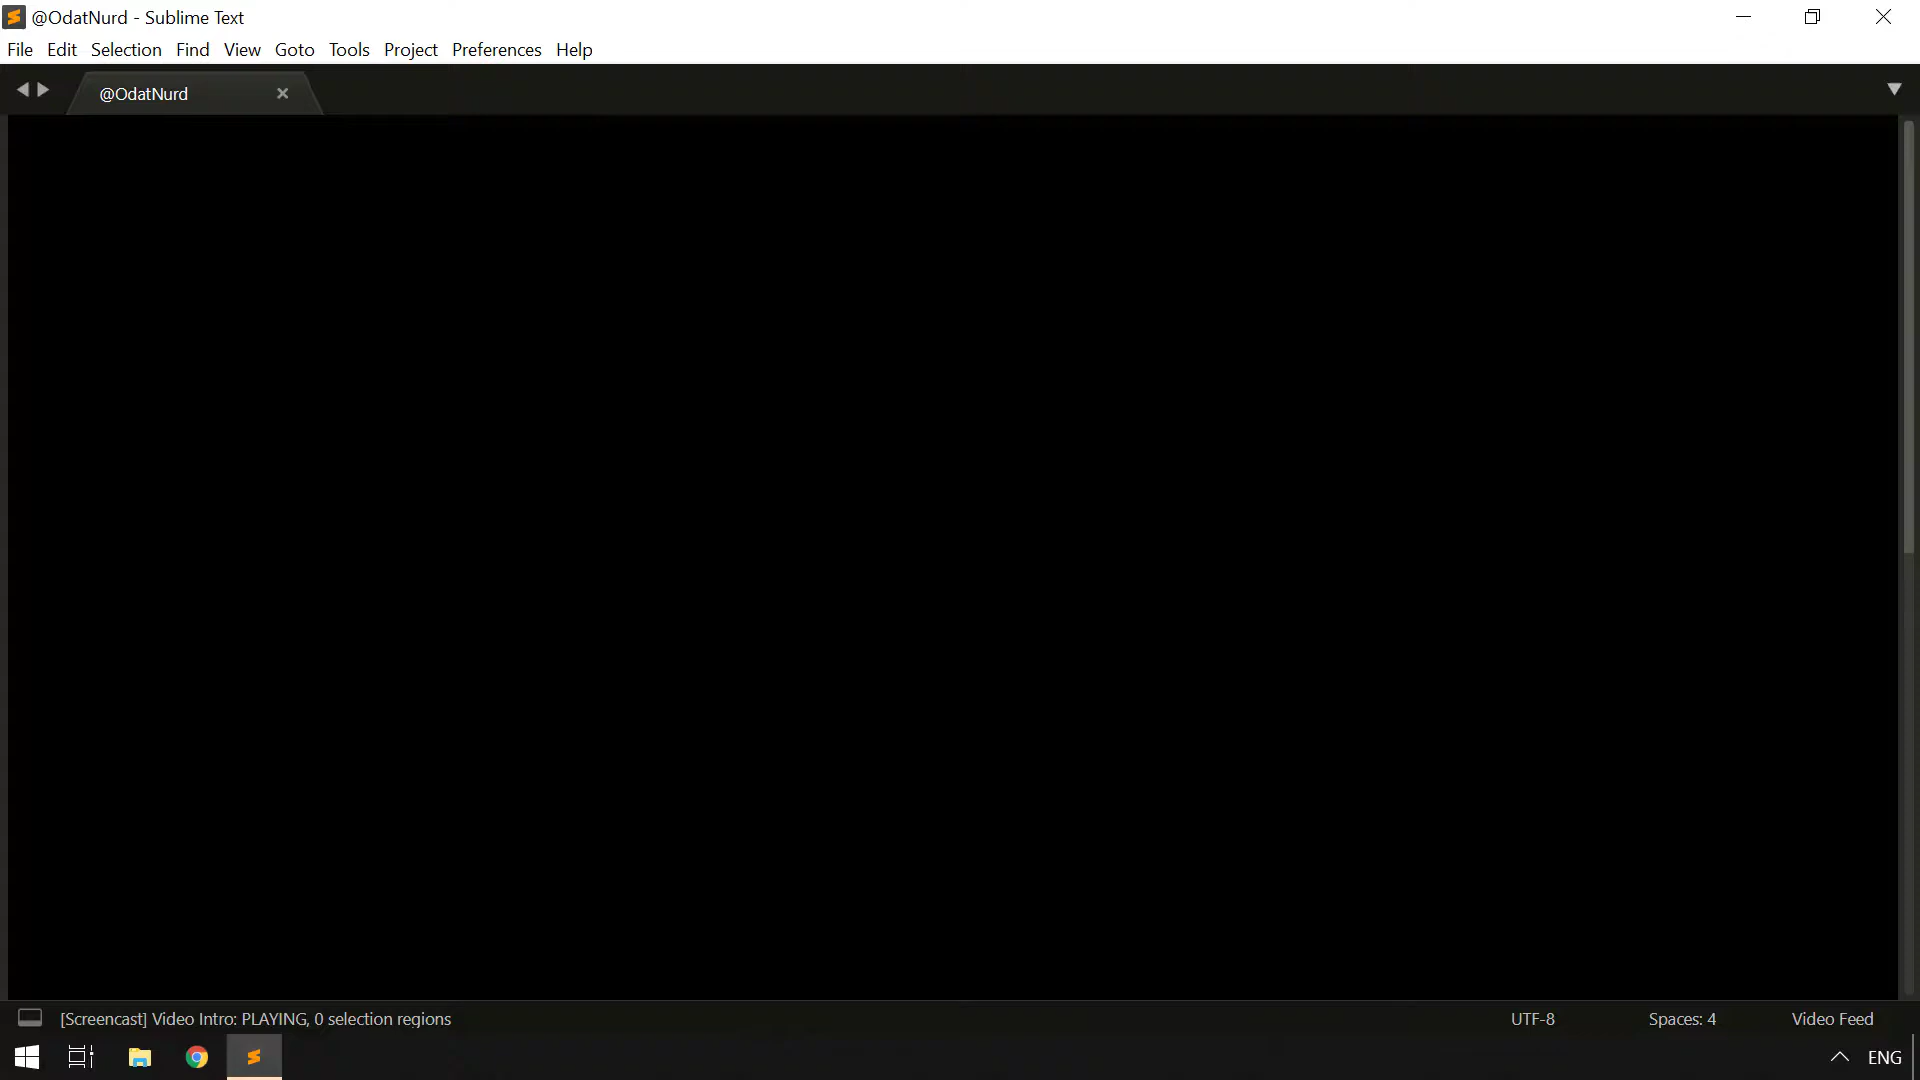 @OdatNurd - Sublime Text
File Edit Selection Find View Goto Tools Project Preferences Help
@OdatNurd
[Screencast] Video Intro: PLAYING, 0 selection regions
UTF-8
Spaces: 4
Video Feed
ENG